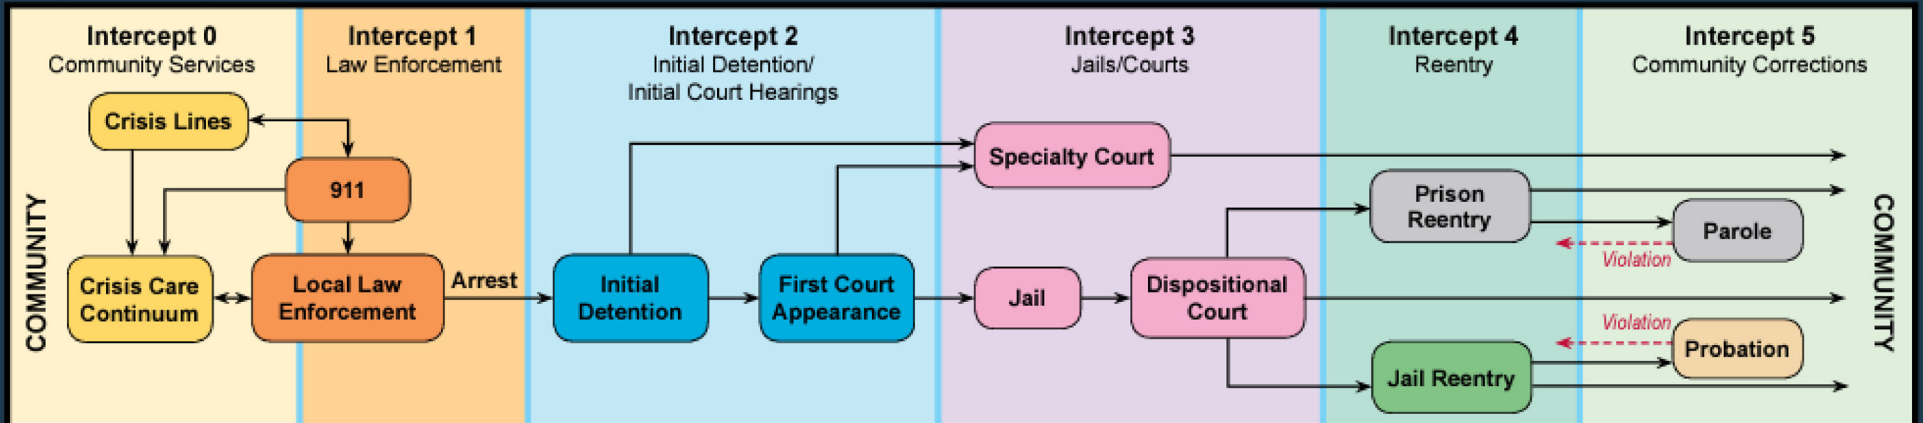 Intercept 0
Community Services
Intercept 1
Law Enforcement
Intercept 2
Initial Detention/
Initial Court Hearings
Intercept 3
Jails/Courts
Intercept 4
Reentry
Intercept 5
Community Corrections
COMMUNITY
Crisis Lines
911
Crisis Care
Continuum
Local Law
Enforcement
Arrest
Initial
Detention
First Court
Appearance
Specialty Court
Jail
Dispositional
Court
Prison
Reentry
Parole
Violation
Violation
Probation
Jail Reentry
COMMUNITY